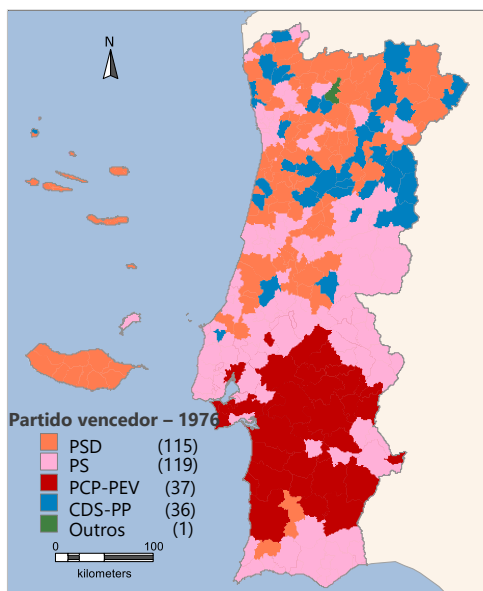 N
Partido vencedor – 1976
PSD (115)
PS (119)
PCP-PEV (37)
CDS-PP (36)
Outros (1)
0 100
kilometers